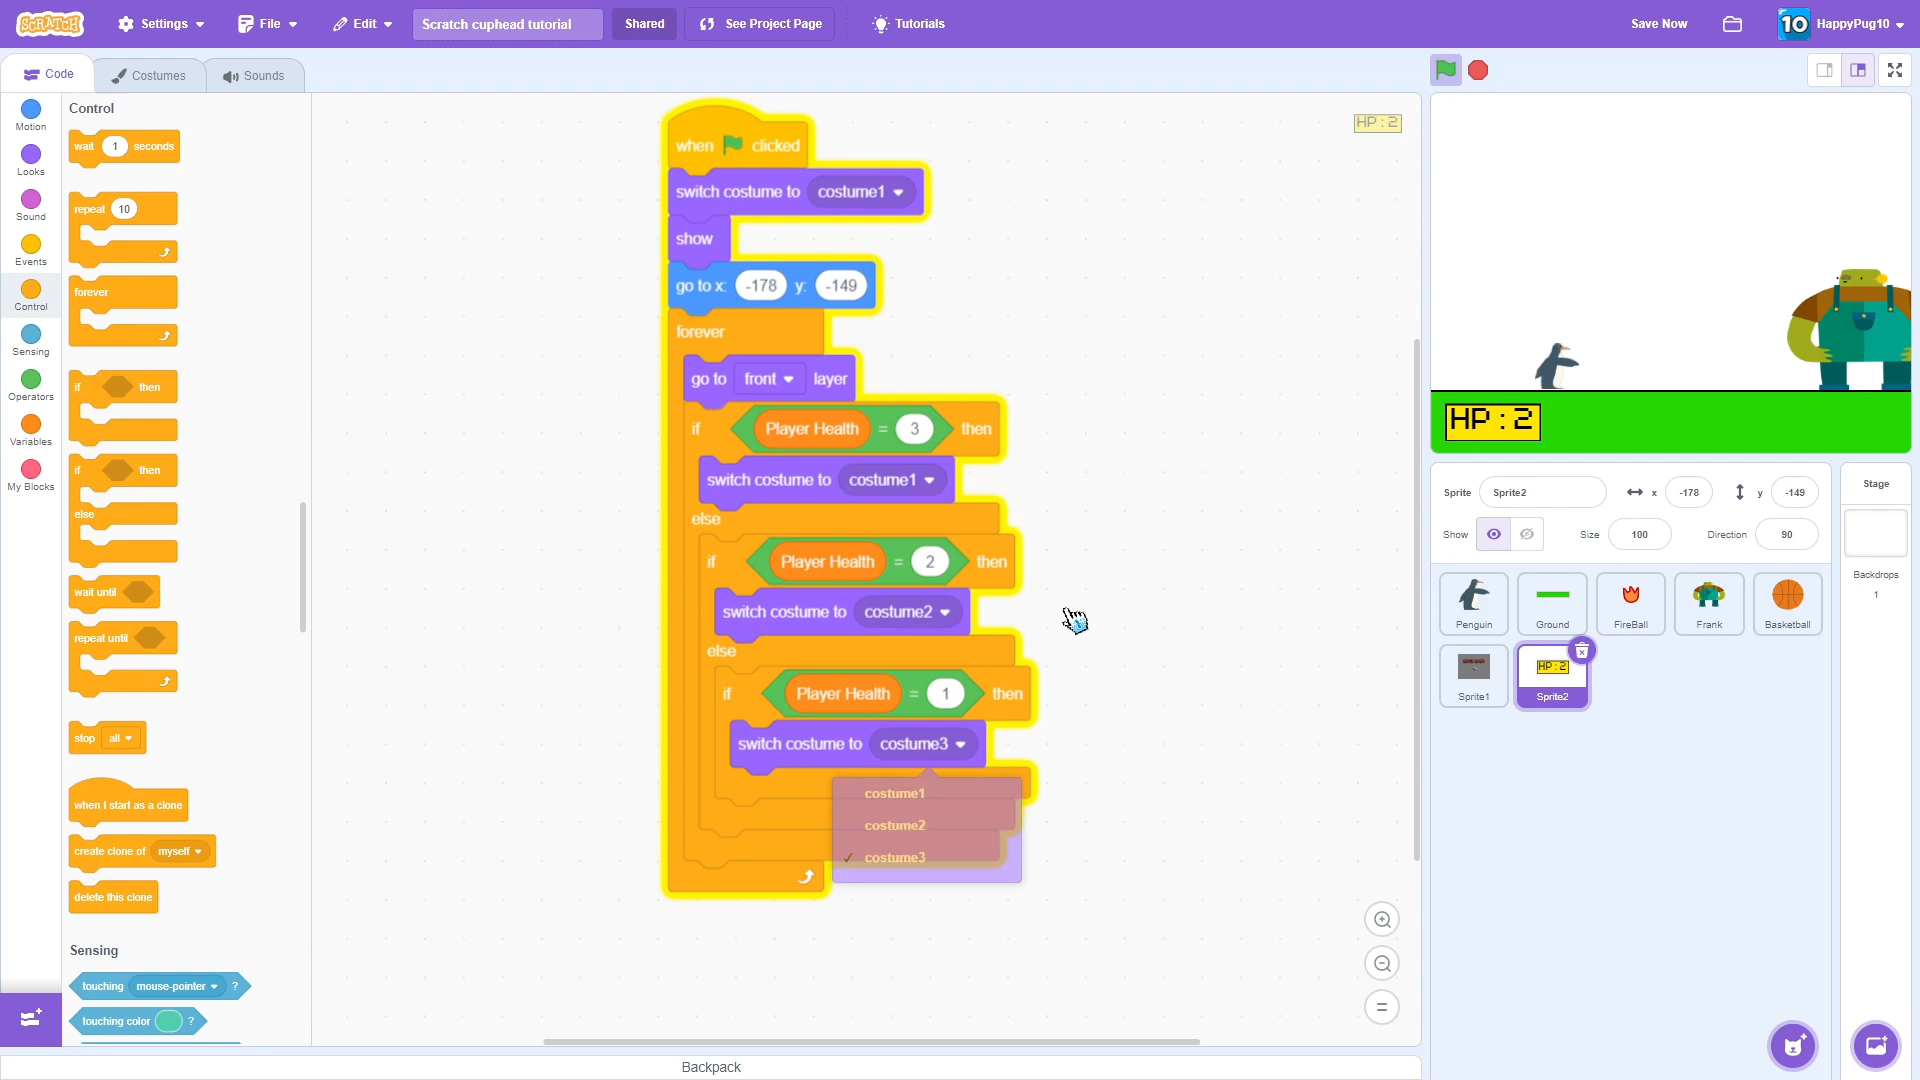 SCRATCH
Settings
File
Edit
Scratch cuphead tutorial
Shared
See Project Page
Tutorials
Save Now
10
HappyPug10
Code
Costumes
Sounds
Motion
Looks
Sound
Events
Control
Sensing
Operators
Variables
My Blocks
Control
wait 1 seconds
repeat 10
forever
if then
if then
else
wait until
repeat until
stop all
when I start as a clone
create clone of myself
delete this clone
Sensing
touching mouse-pointer ?
touching color ?
when clicked
switch costume to costume1
show
go to x: -178 y: -149
forever
go to front layer
if Player Health = 3 then
switch costume to costume1
else
if Player Health = 2 then
switch costume to costume2
else
if Player Health = 1 then
switch costume to costume3
costume1
costume2
✓ costume3
HP:2
HP:2
Sprite Sprite2 x -178 y -149
Show Size 100 Direction 90
Penguin
Ground
FireBall
Frank
Basketball
Sprite1
HP:2
Sprite2
Stage
Backdrops
1
Backpack